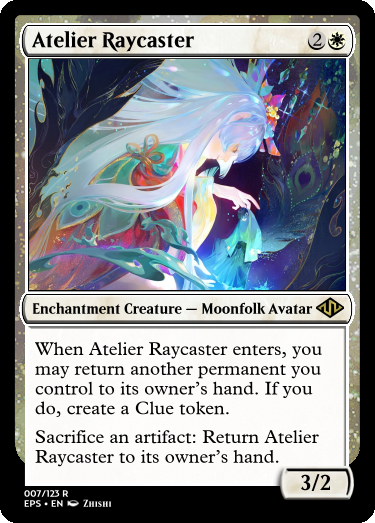 Atelier Raycaster 2
Enchantment Creature — Moonfolk Avatar
When Atelier Raycaster enters, you
may return another permanent you
control to its owner's hand. If you
do, create a Clue token.
Sacrifice an artifact: Return Atelier
Raycaster to its owner's hand.
3/2
007/123 R
EPS • EN Zhishi